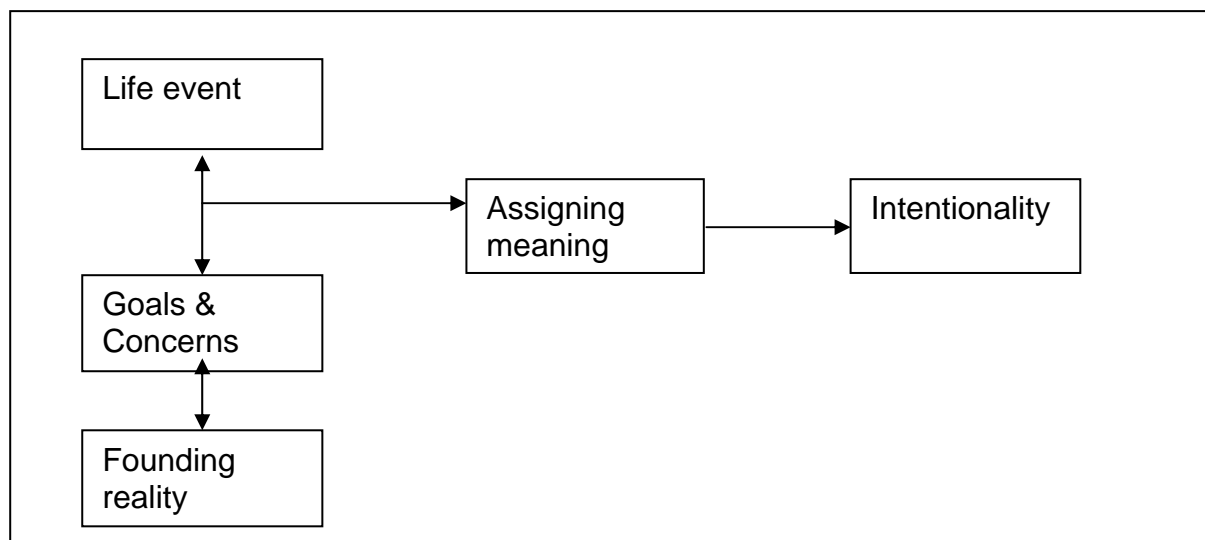 Life event
Assigning
meaning
Intentionality
Goals &
Concerns
Founding
reality